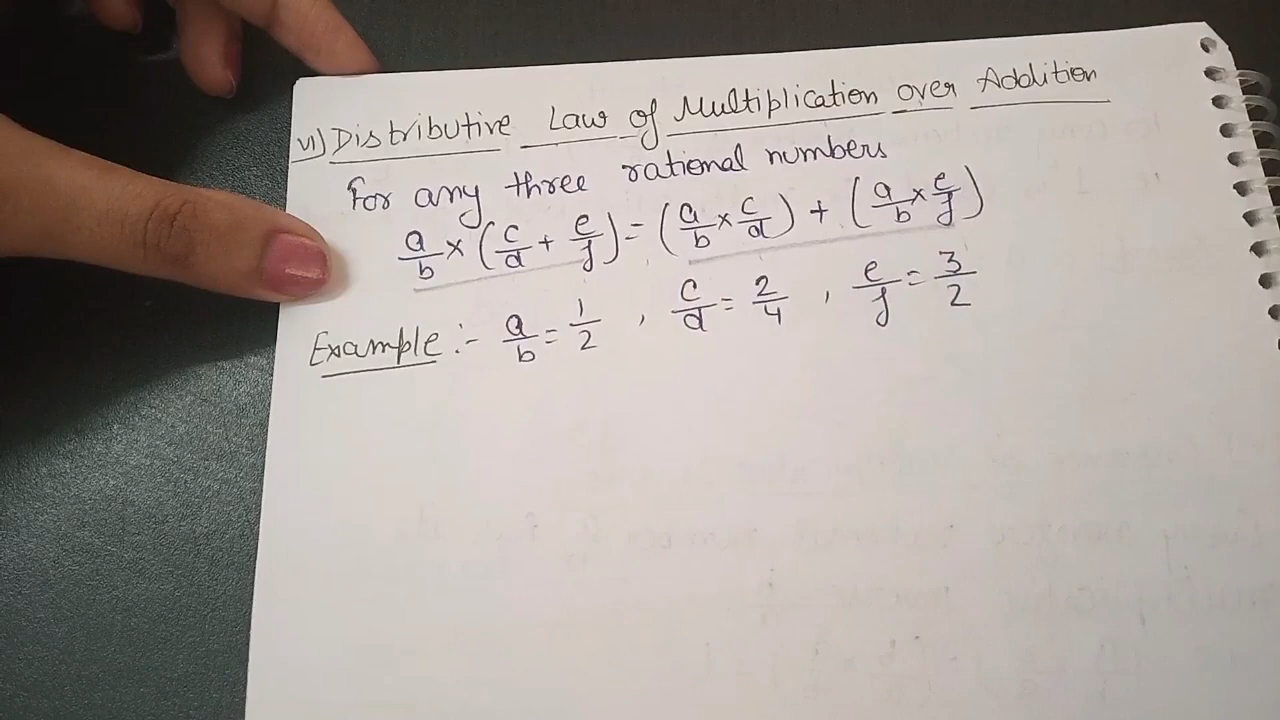 vi) Distributive Law of Multiplication over Addition
For any three rational numbers
a/b × (c/d + e/f) = (a/b × c/d) + (a/b × e/f)
Example :- a/b = 1/2 , c/d = 2/4 , e/f = 3/2